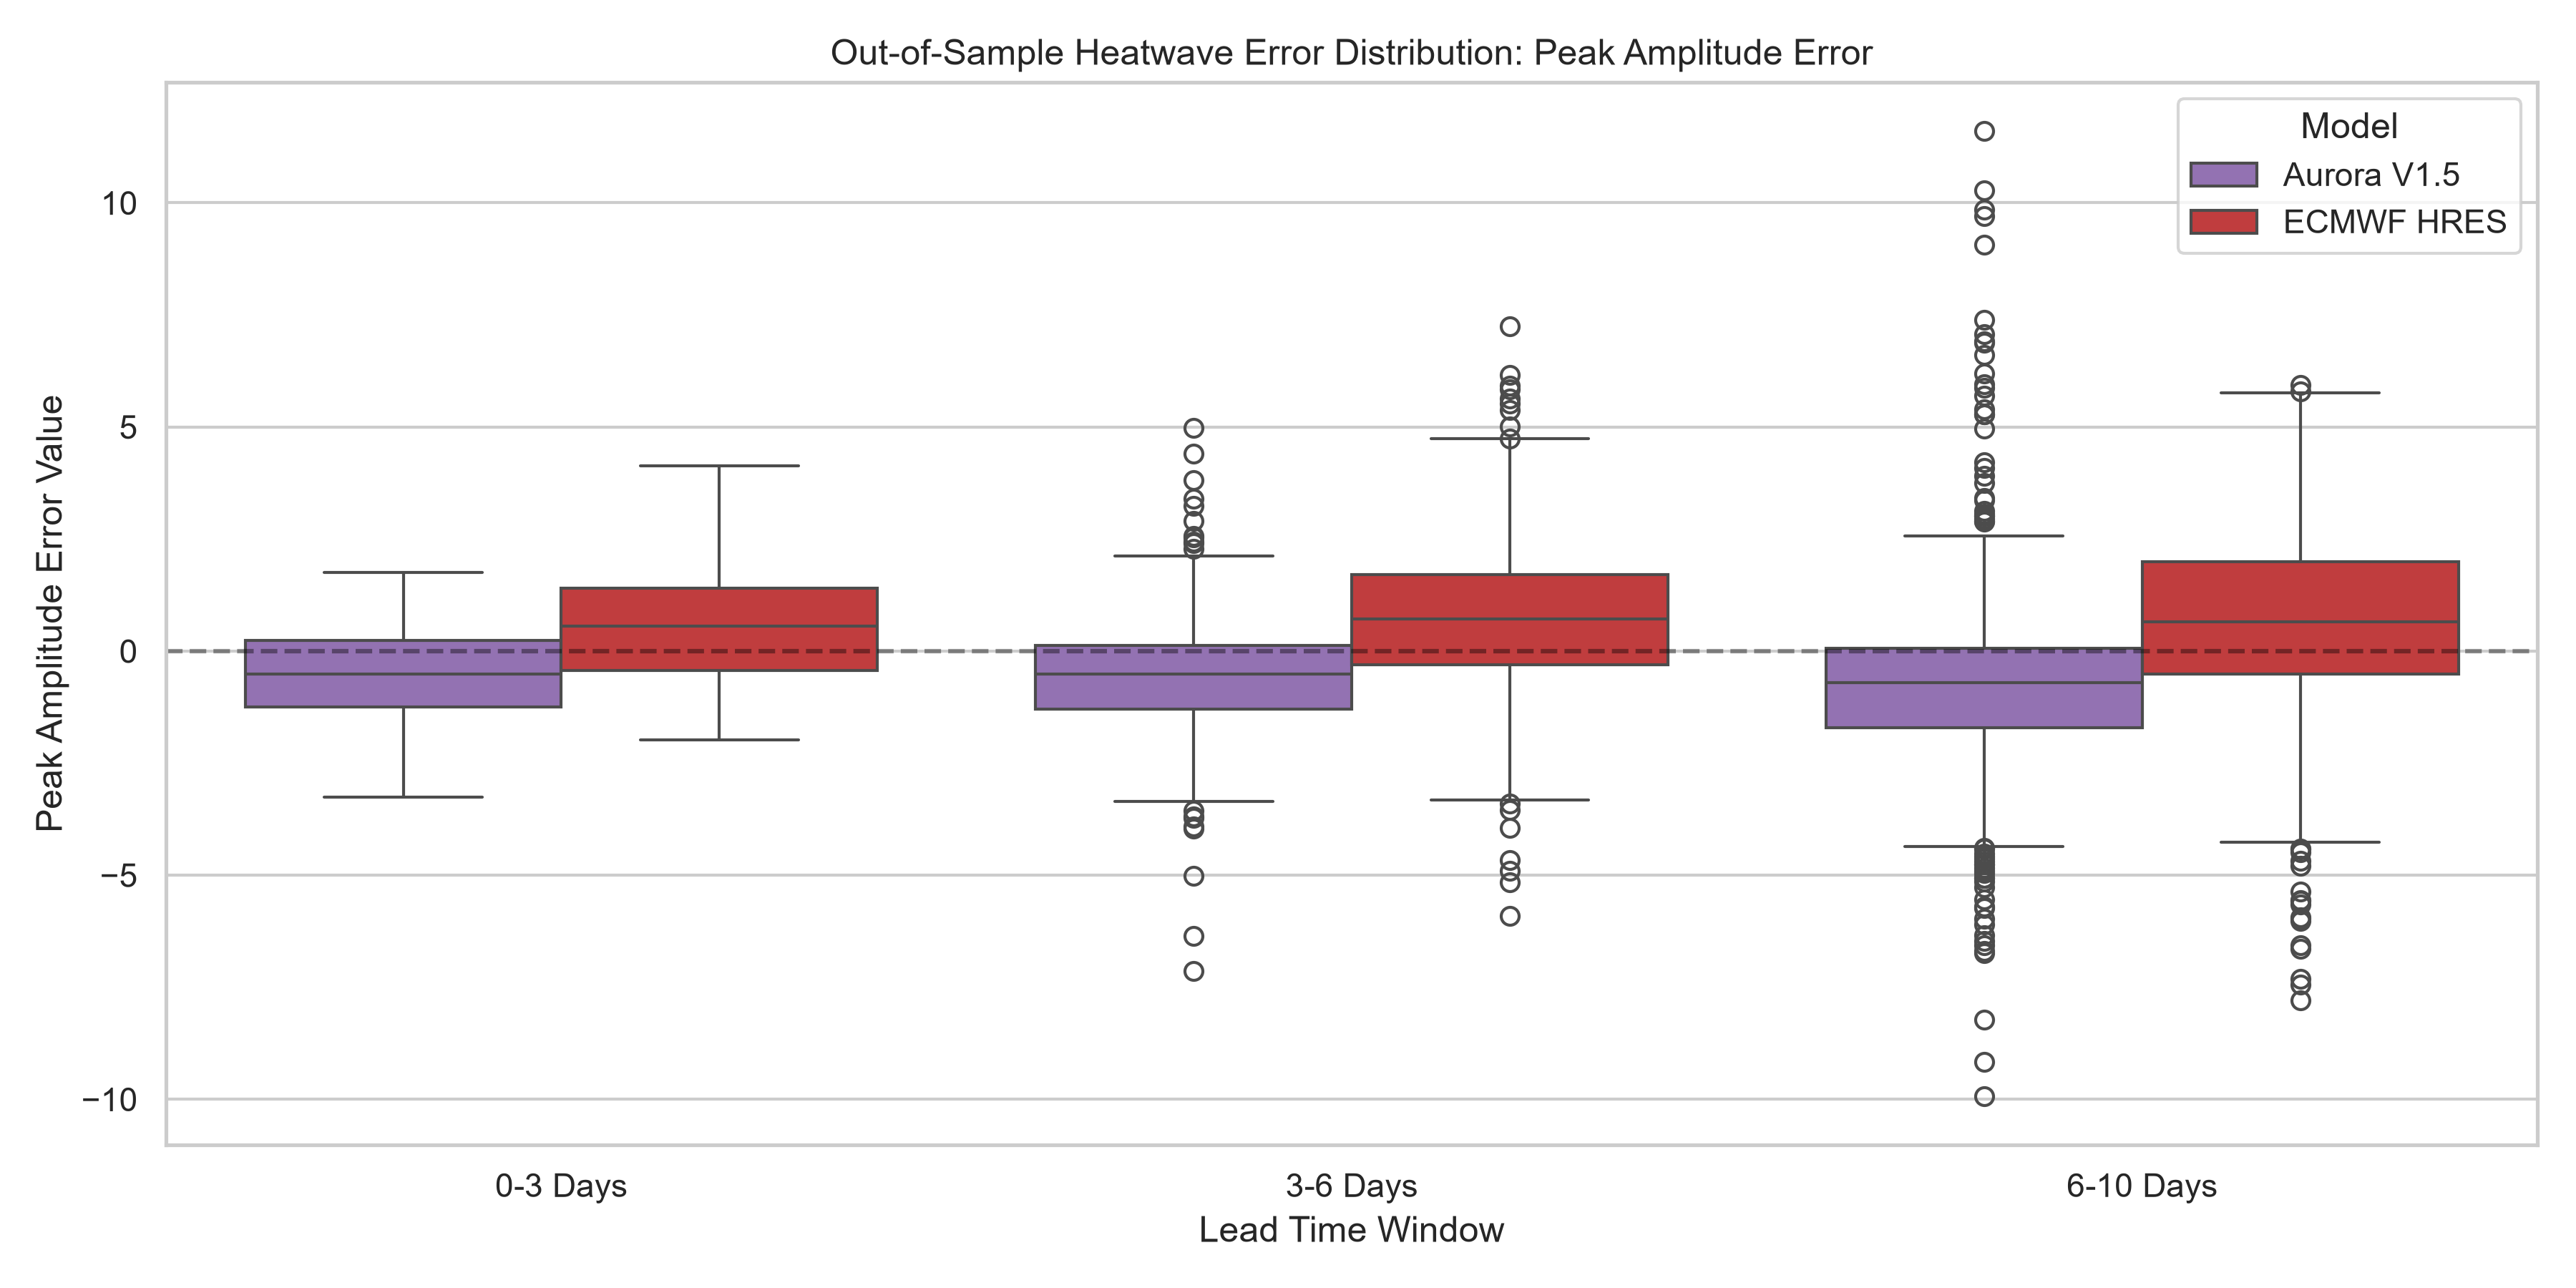 Out-of-Sample Heatwave Error Distribution: Peak Amplitude Error
Model
Aurora V1.5
ECMWF HRES
Peak Amplitude Error Value
10
5
0
−5
−10
0-3 Days
3-6 Days
6-10 Days
Lead Time Window